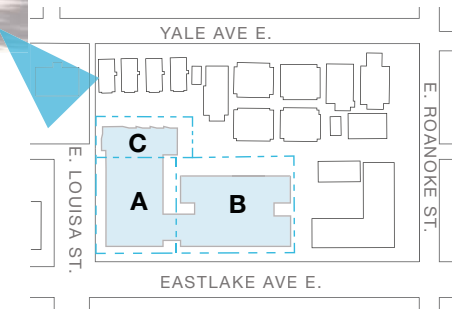 YALE AVE E.
E. ROANOKE ST.
C
E. LOUISA ST.
A
B
EASTLAKE AVE E.